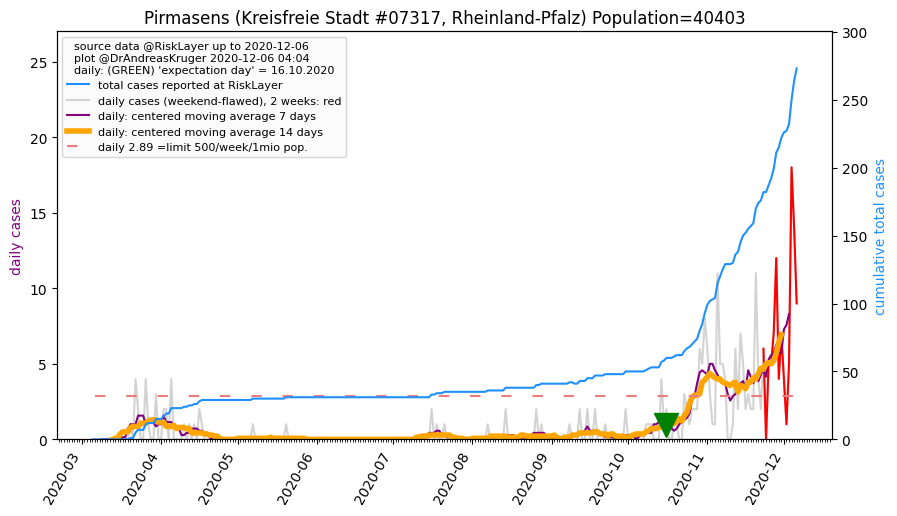 Pirmasens (Kreisfreie Stadt #07317, Rheinland-Pfalz) Population=40403
source data @RiskLayer up to 2020-12-06
plot @DrAndreasKruger 2020-12-06 04:04
daily: (GREEN) 'expectation day' = 16.10.2020
total cases reported at RiskLayer
daily cases (weekend-flawed), 2 weeks: red
daily: centered moving average 7 days
daily: centered moving average 14 days
daily 2.89 =limit 500/week/1mio pop.
daily cases
25
20
15
10
5
0
cumulative total cases
300
250
200
150
100
50
0
2020-03
2020-04
2020-05
2020-06
2020-07
2020-08
2020-09
2020-10
2020-11
2020-12